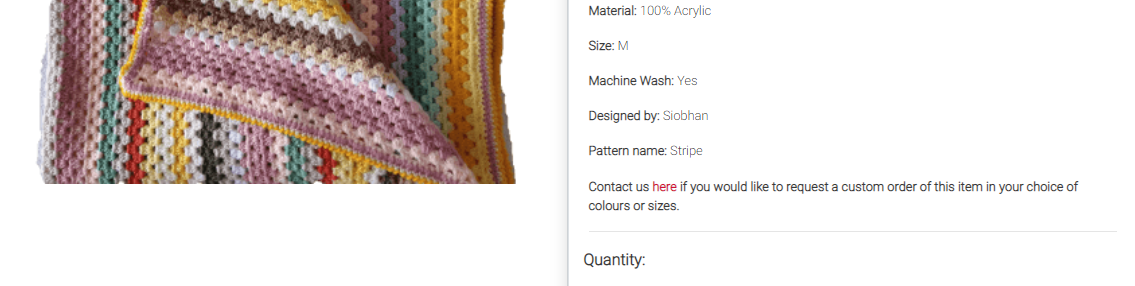 Material: 100% Acrylic
Size: M
Machine Wash: Yes
Designed by: Siobhan
Pattern name: Stripe
Contact us here if you would like to request a custom order of this item in your choice of
colours or sizes.
Quantity: